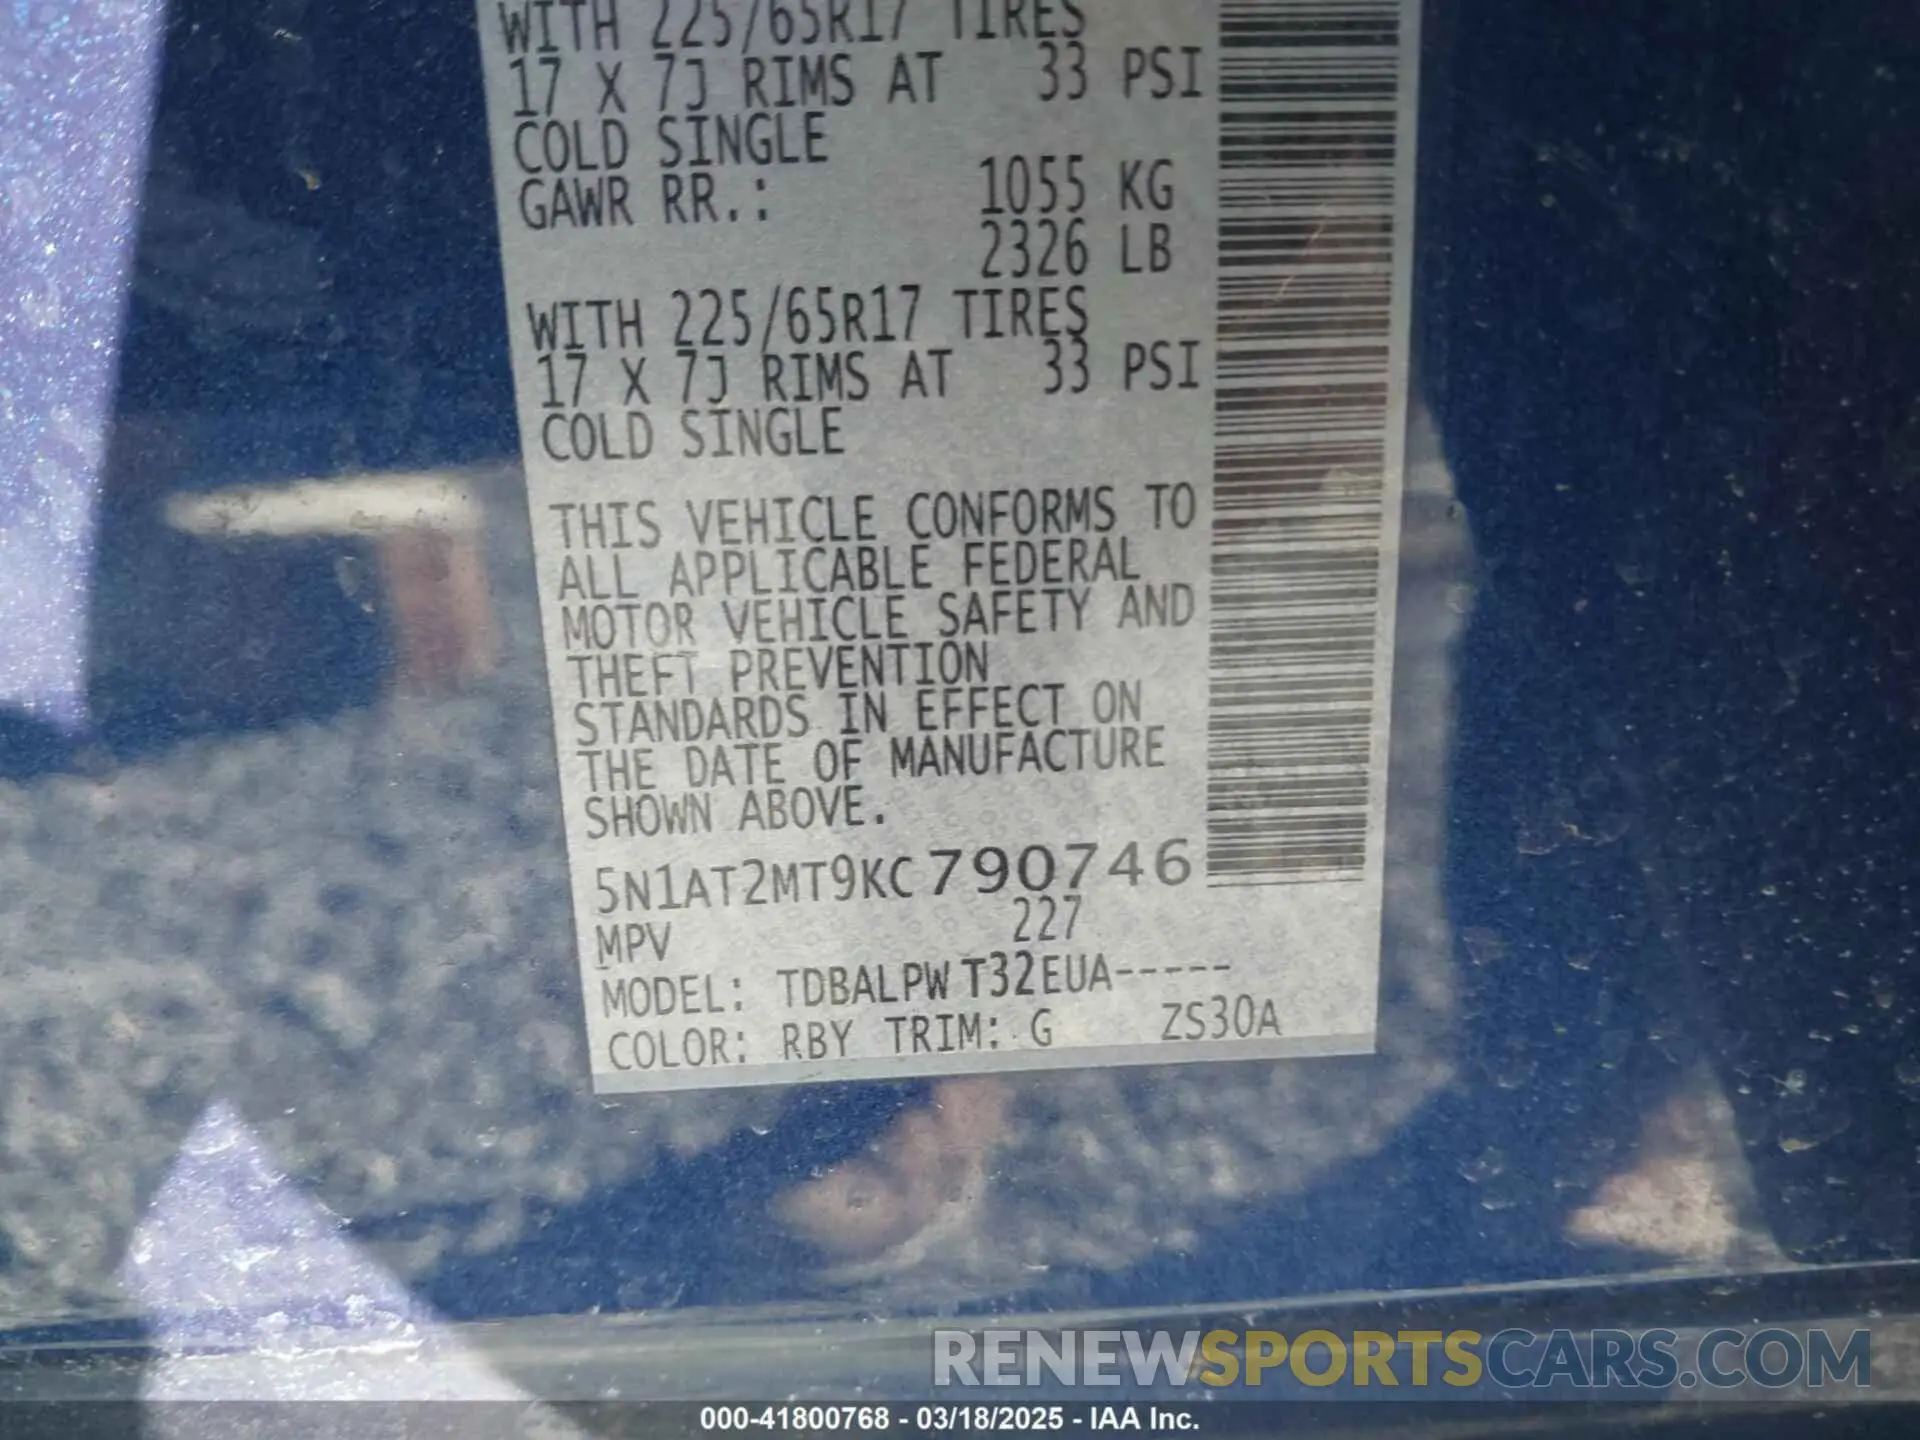 WITH 225/65R17 TIRES
17 X 7J RIMS AT 33 PSI
COLD SINGLE
GAWR RR.: 1055 KG
2326 LB
WITH 225/65R17 TIRES
17 X 7J RIMS AT 33 PSI
COLD SINGLE
THIS VEHICLE CONFORMS TO
ALL APPLICABLE FEDERAL
MOTOR VEHICLE SAFETY AND
THEFT PREVENTION
STANDARDS IN EFFECT ON
THE DATE OF MANUFACTURE
SHOWN ABOVE.
5N1AT2MT9KC790746
MPV 227
MODEL: TDBALPW T32EUA-----
COLOR: RBY TRIM: G ZS30A
RENEWSPORTSCARS.COM
000-41800768 - 03/18/2025 - IAA Inc.